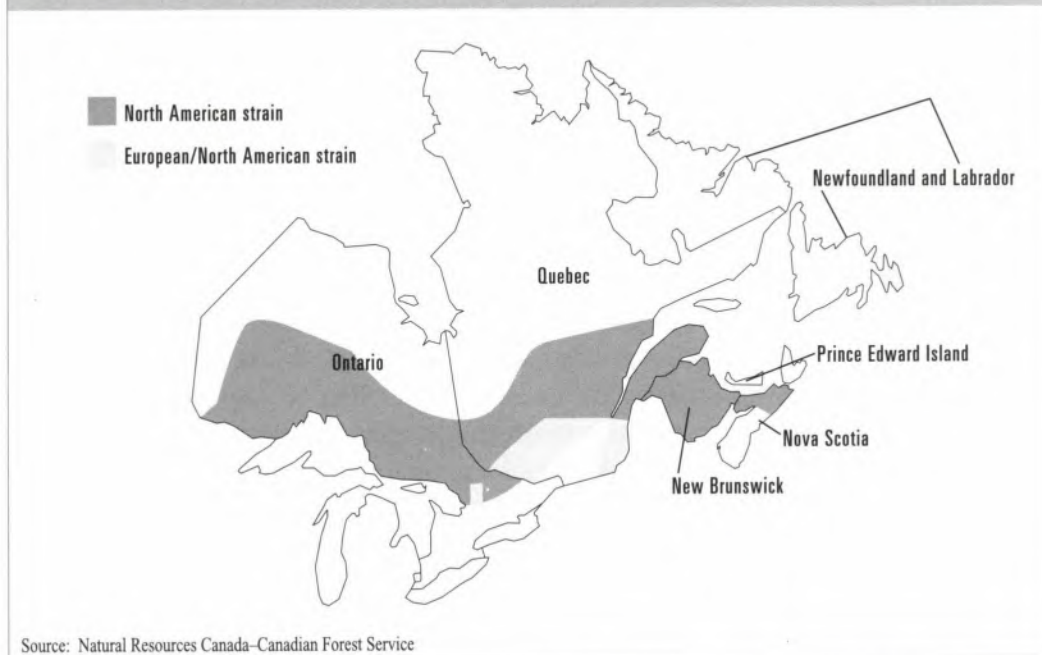 North American strain
European/North American strain
Newfoundland and Labrador
Quebec
Ontario
Prince Edward Island
Nova Scotia
New Brunswick
Source: Natural Resources Canada–Canadian Forest Service